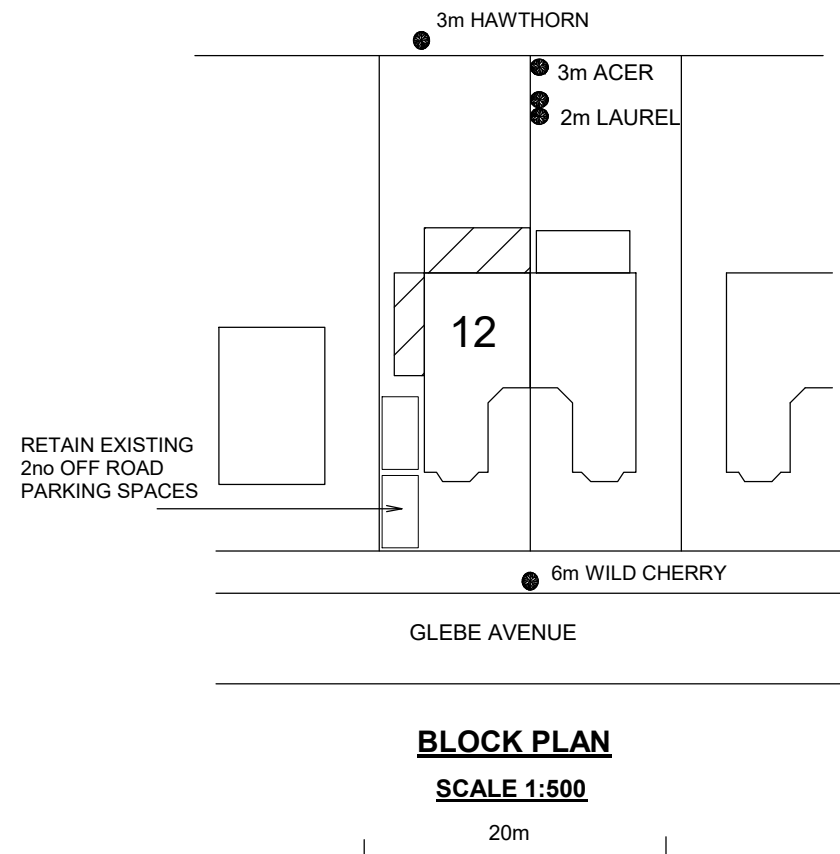 3m HAWTHORN
3m ACER
2m LAUREL
12
RETAIN EXISTING
2no OFF ROAD
PARKING SPACES
6m WILD CHERRY
GLEBE AVENUE
BLOCK PLAN
SCALE 1:500
20m